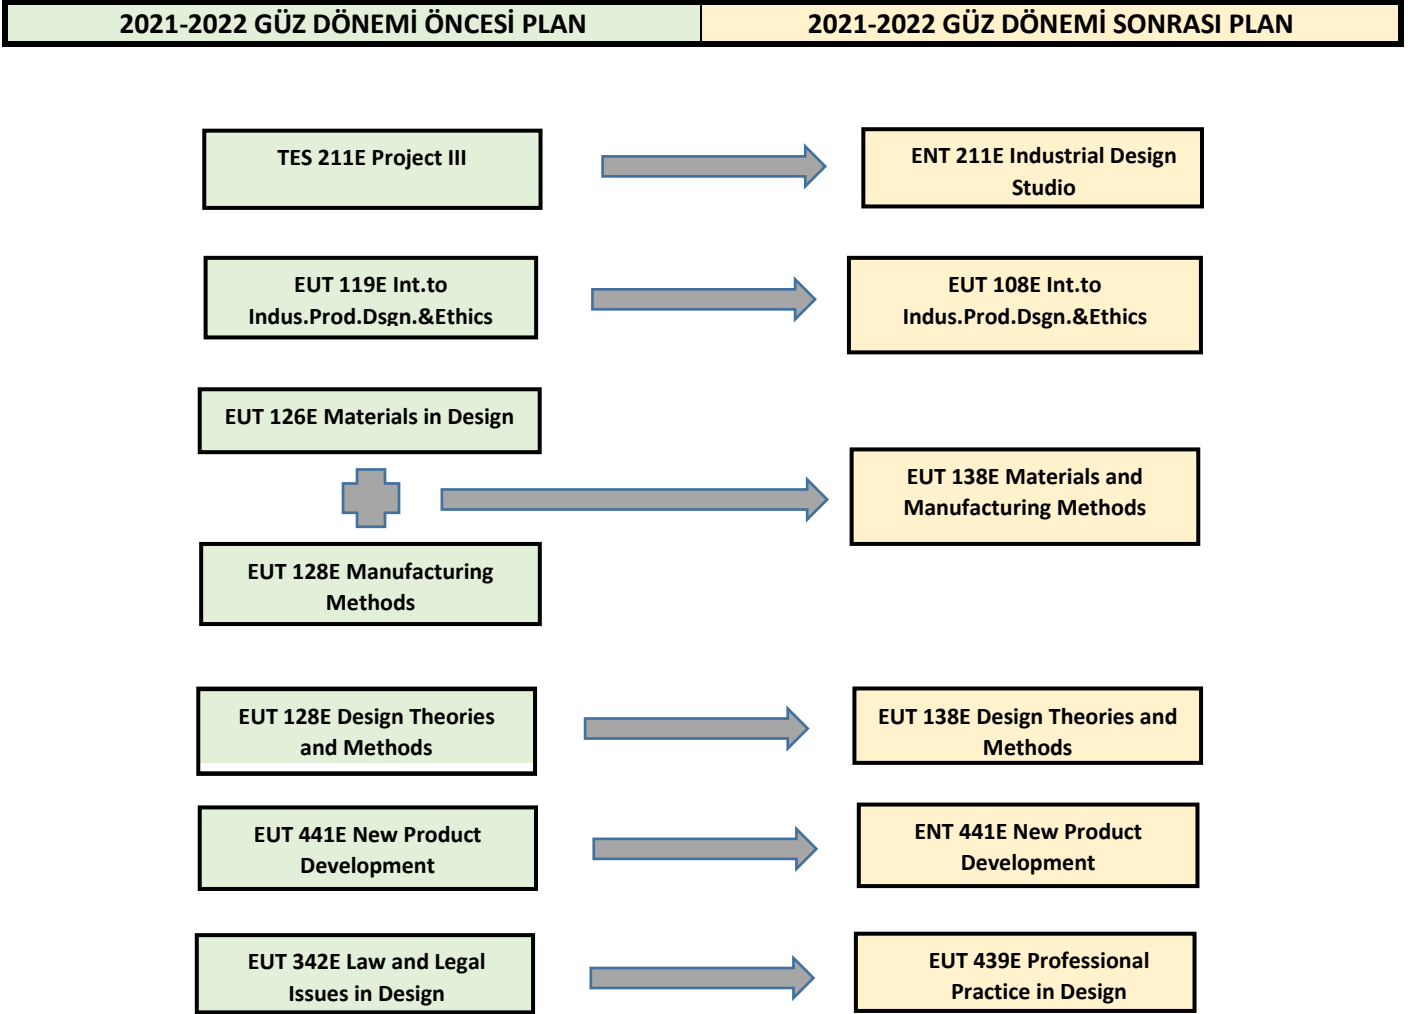 2021-2022 GÜZ DÖNEMİ ÖNCESİ PLAN
2021-2022 GÜZ DÖNEMİ SONRASI PLAN
TES 211E Project III
ENT 211E Industrial Design
Studio
EUT 119E Int.to
Indus.Prod.Dsgn.&Ethics
EUT 108E Int.to
Indus.Prod.Dsgn.&Ethics
EUT 126E Materials in Design
EUT 128E Manufacturing
Methods
EUT 138E Materials and
Manufacturing Methods
EUT 128E Design Theories
and Methods
EUT 138E Design Theories and
Methods
EUT 441E New Product
Development
ENT 441E New Product
Development
EUT 342E Law and Legal
Issues in Design
EUT 439E Professional
Practice in Design